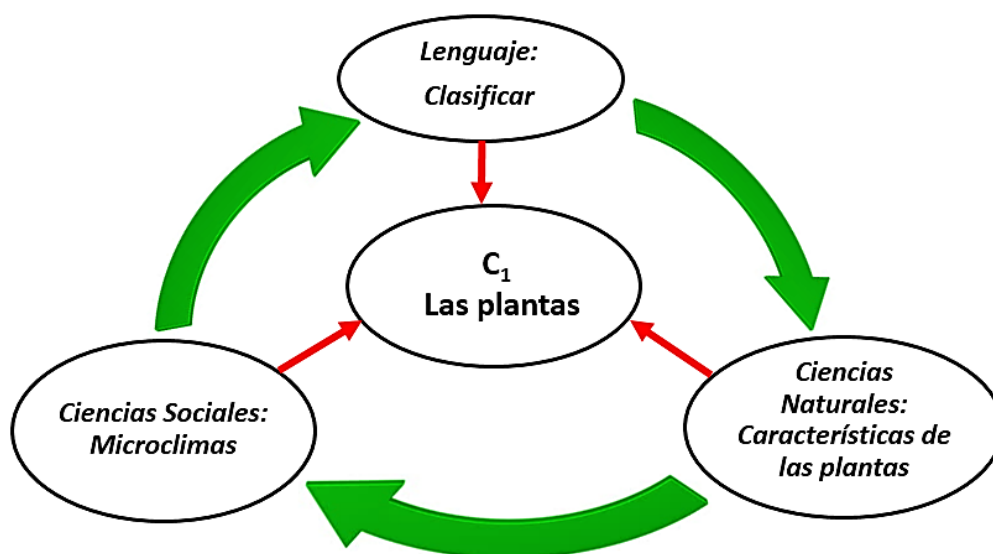 Lenguaje:
Clasificar
C₁
Las plantas
Ciencias Sociales:
Microclimas
Ciencias
Naturales:
Características de
las plantas